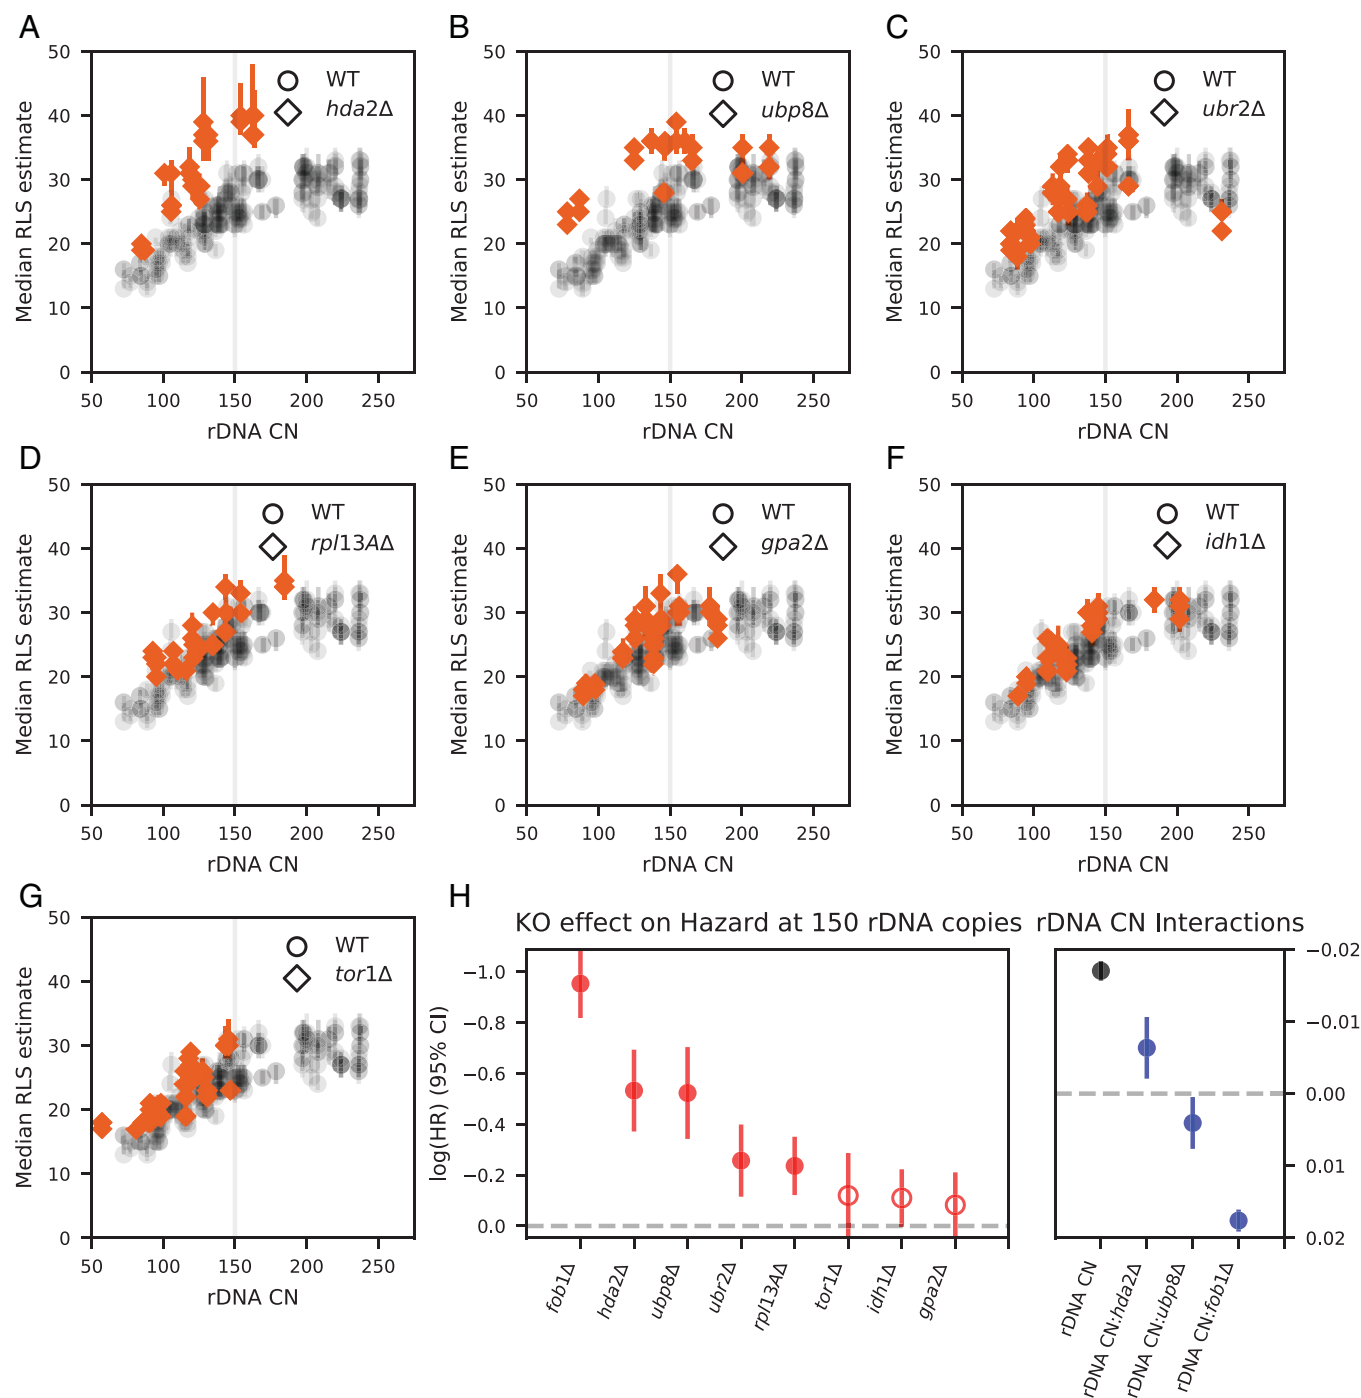 A
50
40
30
20
10
0
Median RLS estimate
WT
hda2Δ
50
100
150
200
250
rDNA CN
B
50
40
30
20
10
0
Median RLS estimate
WT
ubp8Δ
50
100
150
200
250
rDNA CN
C
50
40
30
20
10
0
Median RLS estimate
WT
ubr2Δ
50
100
150
200
250
rDNA CN
D
50
40
30
20
10
0
Median RLS estimate
WT
rpl13AΔ
50
100
150
200
250
rDNA CN
E
50
40
30
20
10
0
Median RLS estimate
WT
gpa2Δ
50
100
150
200
250
rDNA CN
F
50
40
30
20
10
0
Median RLS estimate
WT
idh1Δ
50
100
150
200
250
rDNA CN
G
50
40
30
20
10
0
Median RLS estimate
WT
tor1Δ
50
100
150
200
250
rDNA CN
H
KO effect on Hazard at 150 rDNA copies
−1.0
−0.8
−0.6
−0.4
−0.2
0.0
log(HR) (95% CI)
fob1Δ
hda2Δ
ubp8Δ
ubr2Δ
rpl13AΔ
tor1Δ
idh1Δ
gpa2Δ
rDNA CN Interactions
−0.02
−0.01
0.00
0.01
0.02
rDNA CN
rDNA CN:hda2Δ
rDNA CN:ubp8Δ
rDNA CN:fob1Δ